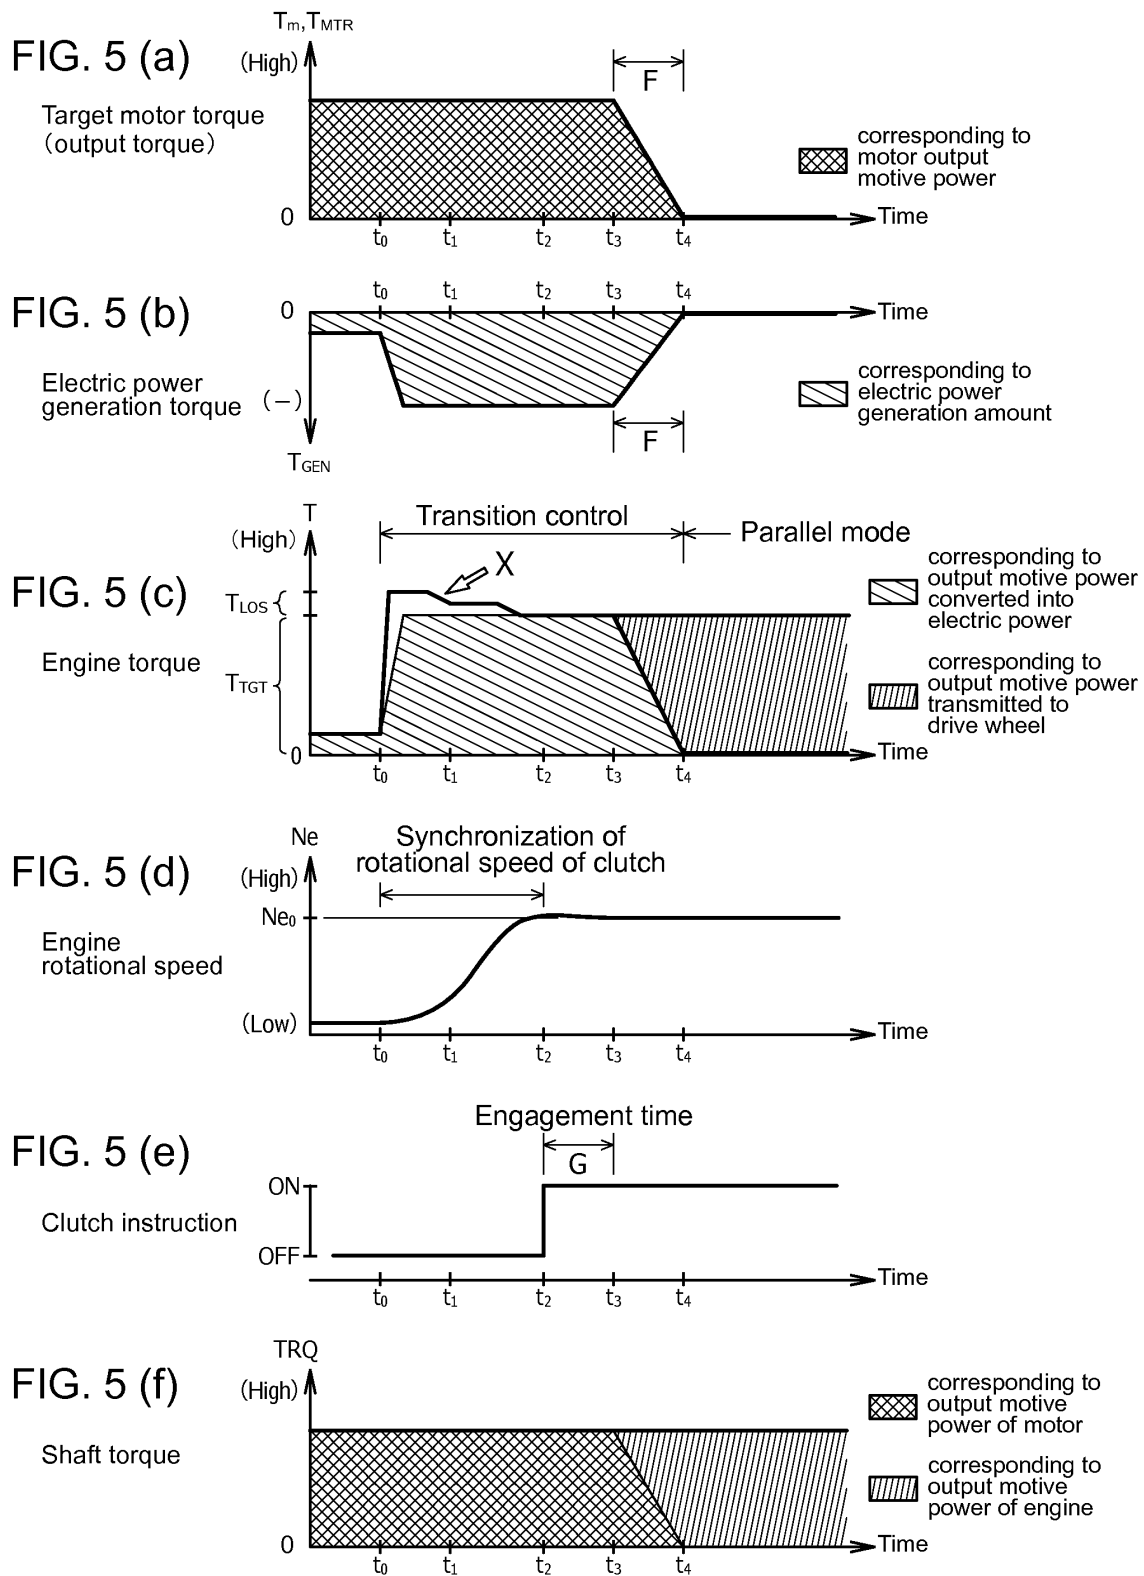 FIG. 5 (a)
Target motor torque
(output torque)
Tm,TMTR
(High)
F
0
t0 t1 t2 t3 t4
Time
corresponding to
motor output
motive power
FIG. 5 (b)
Electric power
generation torque
0
(−)
TGEN
t0 t1 t2 t3 t4
Time
F
corresponding to
electric power
generation amount
FIG. 5 (c)
Engine torque
T
(High)
Transition control
Parallel mode
X
TLOS
TTGT
0
t0 t1 t2 t3 t4
Time
corresponding to
output motive power
converted into
electric power
corresponding to
output motive power
transmitted to
drive wheel
FIG. 5 (d)
Engine
rotational speed
Ne
(High)
Synchronization of
rotational speed of clutch
Ne0
(Low)
t0 t1 t2 t3 t4
Time
FIG. 5 (e)
Clutch instruction
Engagement time
G
ON
OFF
t0 t1 t2 t3 t4
Time
FIG. 5 (f)
Shaft torque
TRQ
(High)
0
t0 t1 t2 t3 t4
Time
corresponding to
output motive
power of motor
corresponding to
output motive
power of engine